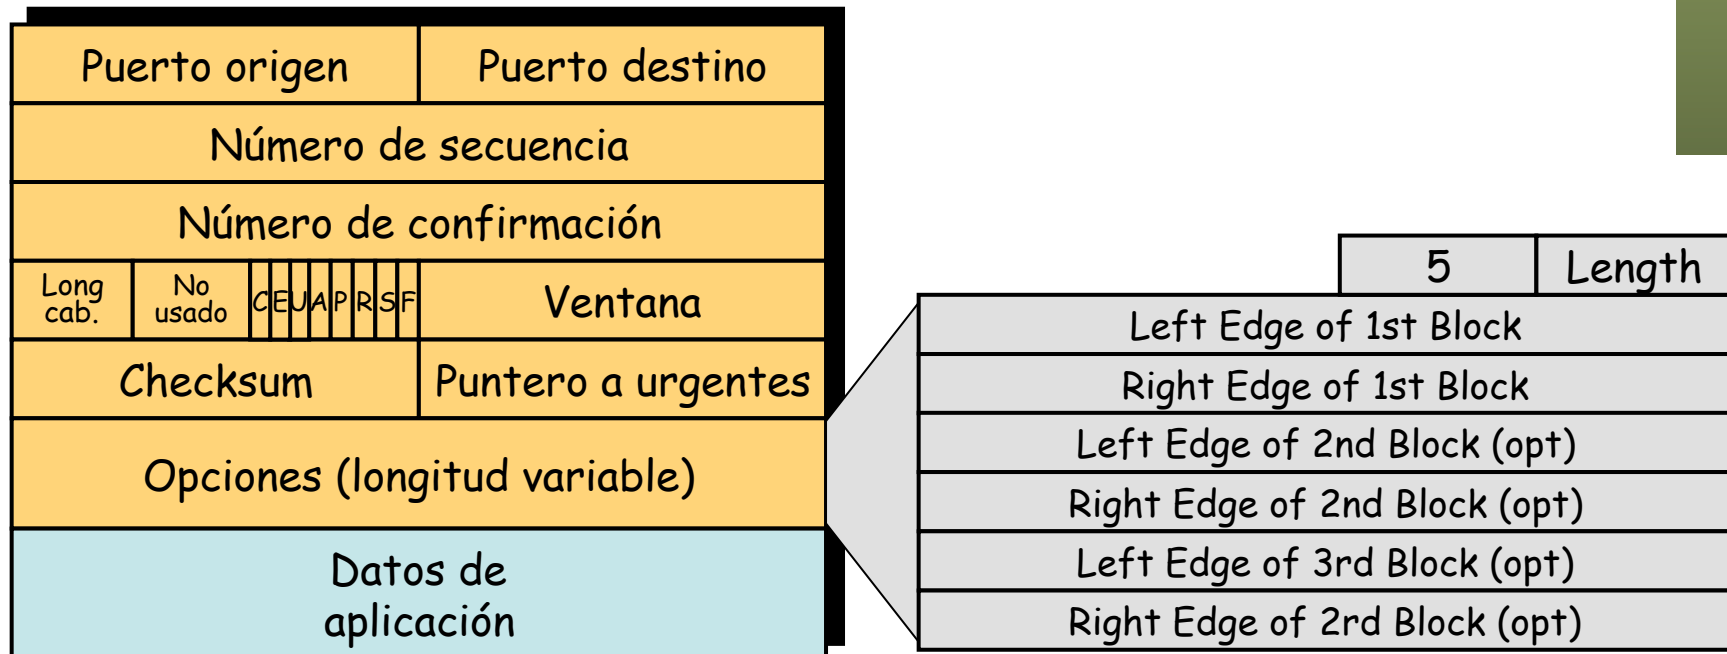 Puerto origen
Puerto destino
Número de secuencia
Número de confirmación
Long
cab.
No
usado
C
E
U
A
P
R
S
F
Ventana
Checksum
Puntero a urgentes
Opciones (longitud variable)
Datos de
aplicación
5
Length
Left Edge of 1st Block
Right Edge of 1st Block
Left Edge of 2nd Block (opt)
Right Edge of 2nd Block (opt)
Left Edge of 3rd Block (opt)
Right Edge of 2rd Block (opt)